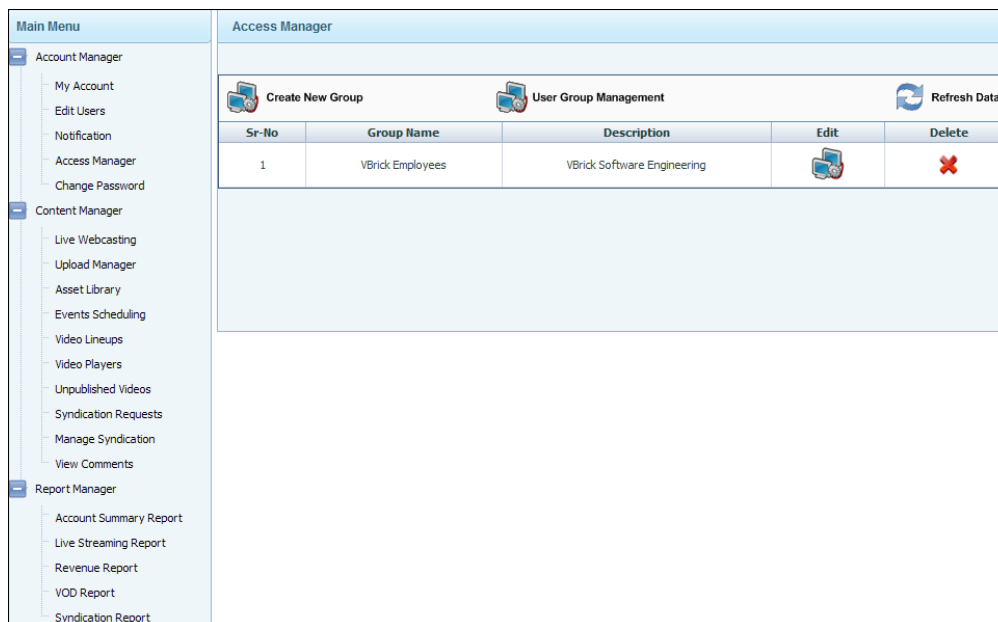 Main Menu
Account Manager
My Account
Edit Users
Notification
Access Manager
Change Password
Content Manager
Live Webcasting
Upload Manager
Asset Library
Events Scheduling
Video Lineups
Video Players
Unpublished Videos
Syndication Requests
Manage Syndication
View Comments
Report Manager
Account Summary Report
Live Streaming Report
Revenue Report
VOD Report
Syndication Report
Access Manager
Create New Group User Group Management Refresh Data
Sr-No Group Name Description Edit Delete
1 VBrick Employees VBrick Software Engineering